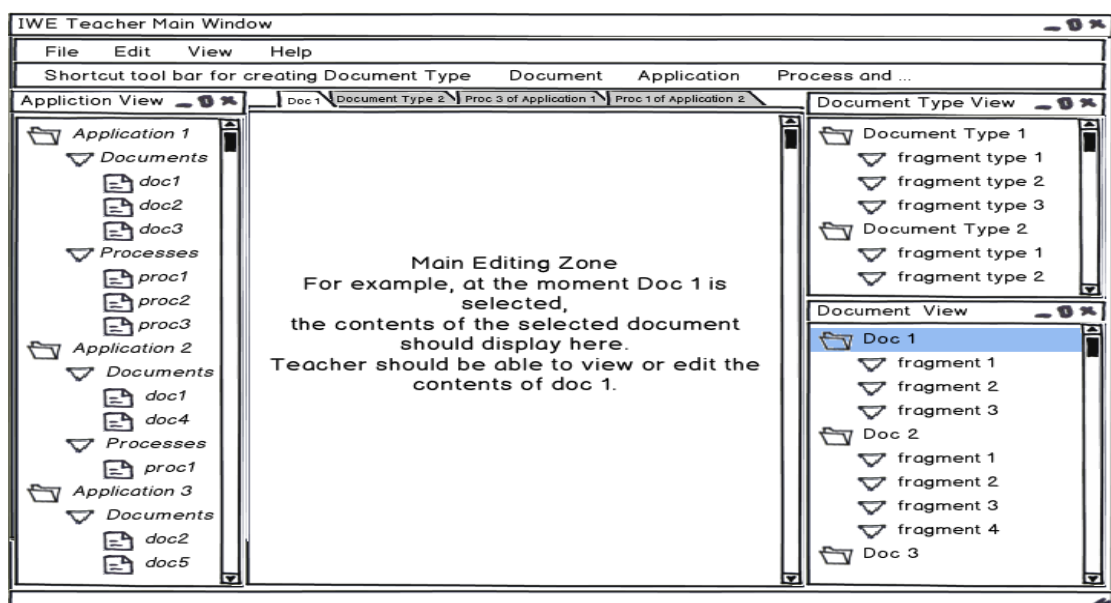 IWE Teacher Main Window
File Edit View Help
Shortcut tool bar for creating Document Type Document Application Process and ...
Appliction View
Application 1
Documents
doc1
doc2
doc3
Processes
proc1
proc2
proc3
Application 2
Documents
doc1
doc4
Processes
proc1
Application 3
Documents
doc2
doc5
Doc 1 Document Type 2 Proc 3 of Application 1 Proc 1 of Application 2
Main Editing Zone
For example, at the moment Doc 1 is
selected,
the contents of the selected document
should display here.
Teacher should be able to view or edit the
contents of doc 1.
Document Type View
Document Type 1
fragment type 1
fragment type 2
fragment type 3
Document Type 2
fragment type 1
fragment type 2
Document View
Doc 1
fragment 1
fragment 2
fragment 3
Doc 2
fragment 1
fragment 2
fragment 3
fragment 4
Doc 3